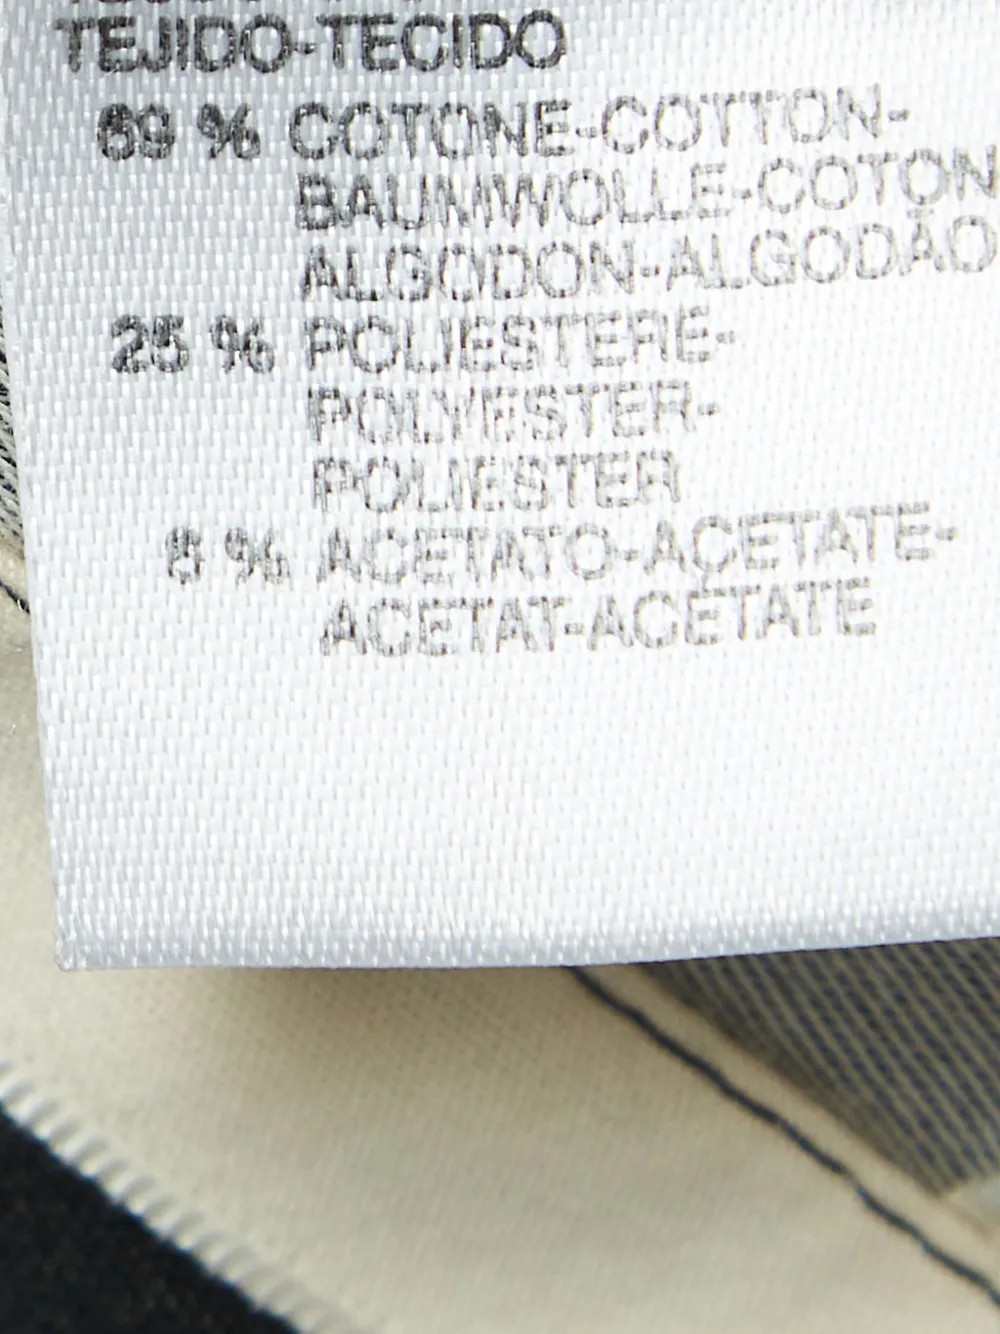 TEJIDO-TECIDO
69 % COTONE-COTTON-
BAUMWOLLE-COTON
ALGODON-ALGODÃO
25 % POLIESTERE-
POLYESTER-
POLIESTER
6 % ACETATO-ACETATE-
ACETAT-ACÉTATE